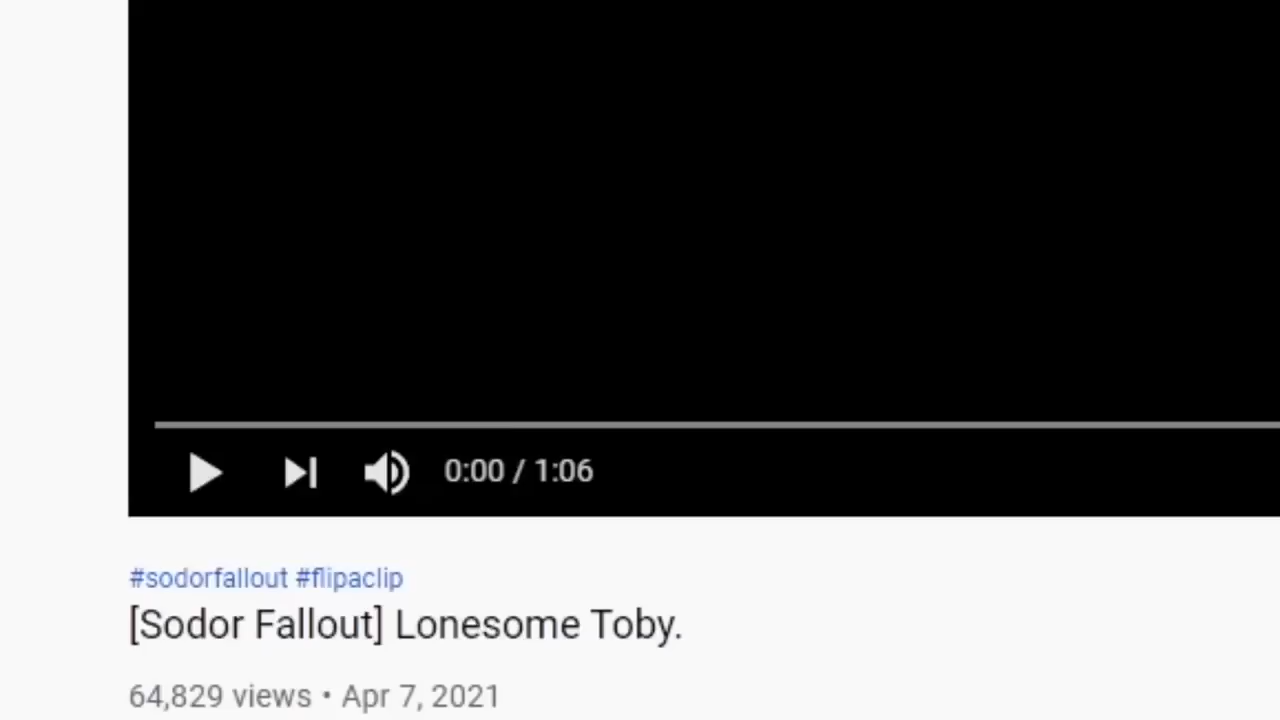 0:00 / 1:06
#sodorfallout #flipaclip
[Sodor Fallout] Lonesome Toby.
64,829 views • Apr 7, 2021